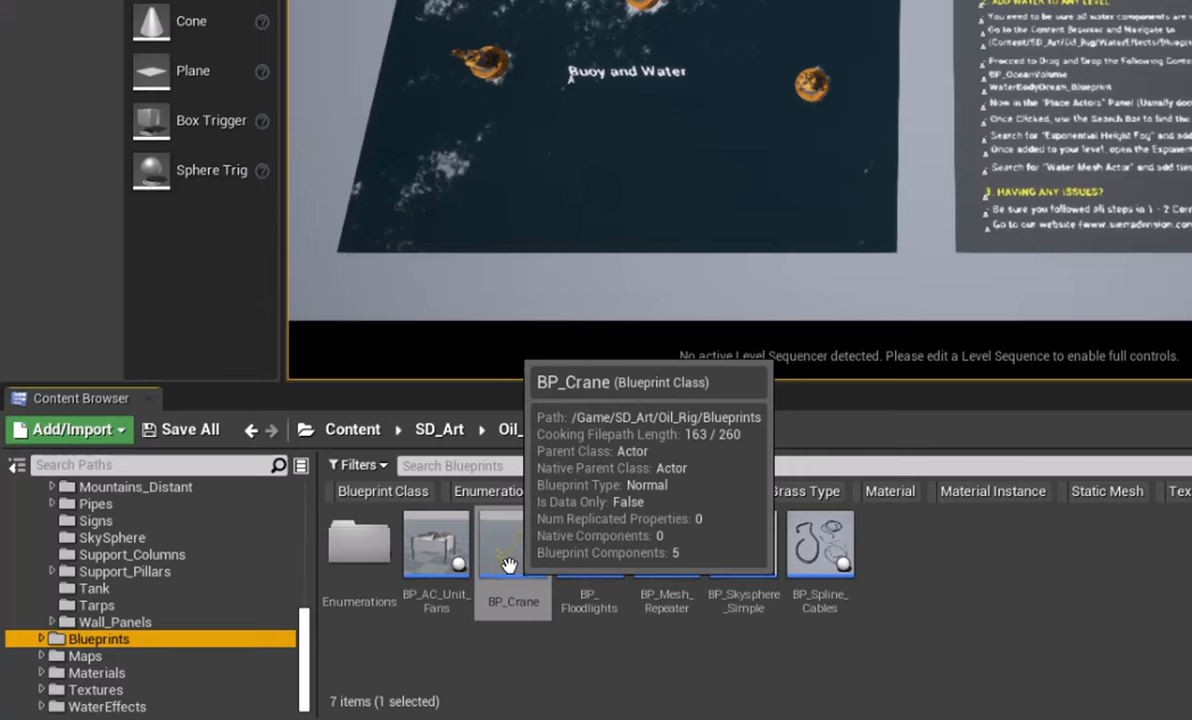 Cone
Plane
Box Trigger
Sphere Trig
Buoy and Water
2. ADD WATER TO ANY LEVEL
You need to be sure all water components are
Go to the Content Browser and Navigate to
Proceed to Drag and Drop the Following
BP_OceanVolume
WaterBodyOcean_Blueprint
Now in the "Place Actors" Panel (Usually
Once Clicked, use the Search Bar to find the
Search for "Exponential Height Fog" and
Once added to your level, open the
Search for "Water Mesh Actor" and add
3. HAVING ANY ISSUES?
Be sure you followed all steps in 1 - 2
Go to our website (www.sierradivision.com
No active Level Sequencer detected. Please edit a Level Sequence to enable full controls.
Content Browser
Add/Import
Save All
Content
SD_Art
Oil_
Search Paths
Filters
Search Blueprints
Blueprint Class
Enumeratio
Grass Type
Material
Material Instance
Static Mesh
Tex
Mountains_Distant
Pipes
Signs
SkySphere
Support_Columns
Support_Pillars
Tank
Tarps
Wall_Panels
Blueprints
Maps
Materials
Textures
WaterEffects
BP_Crane (Blueprint Class)
Path: /Game/SD_Art/Oil_Rig/Blueprints
Cooking Filepath Length: 163 / 260
Parent Class: Actor
Native Parent Class: Actor
Blueprint Type: Normal
Is Data Only: False
Num Replicated Properties: 0
Native Components: 0
Blueprint Components: 5
Enumerations
BP_AC_Unit_
Fans
BP_Crane
BP_
Floodlights
BP_Mesh_
Repeater
BP_Skysphere
_Simple
BP_Spline_
Cables
7 items (1 selected)